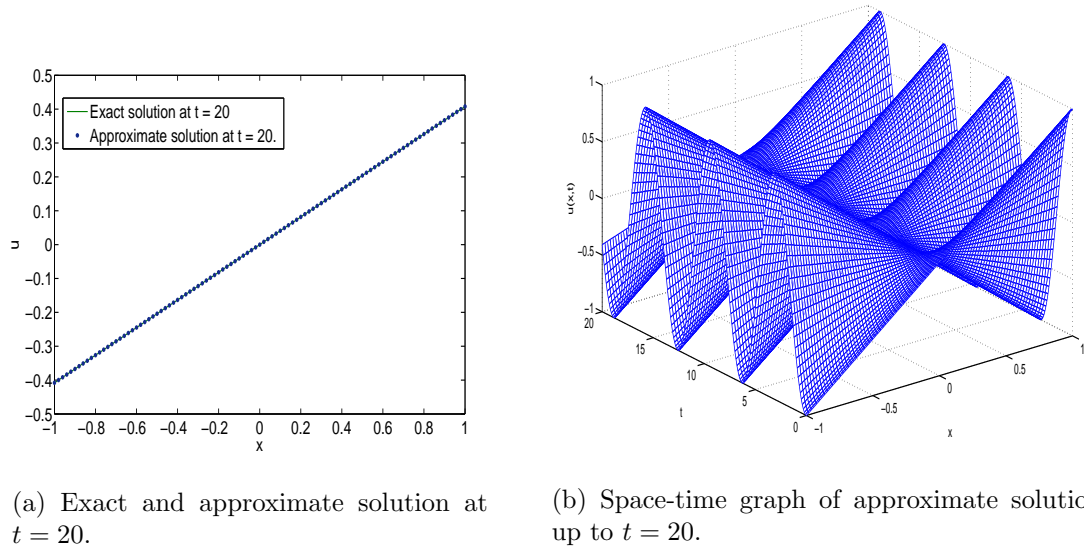 0.5
0.4
0.3
0.2
0.1
0
−0.1
−0.2
−0.3
−0.4
−0.5
u
Exact solution at t = 20
Approximate solution at t = 20.
−1 −0.8 −0.6 −0.4 −0.2 0 0.2 0.4 0.6 0.8 1
x
1
0.5
0
−0.5
−1
u(x,t)
20
15
10
5
0
t
−1
−0.5
0
0.5
1
x
(a) Exact and approximate solution at
t = 20.
(b) Space-time graph of approximate solutio
up to t = 20.